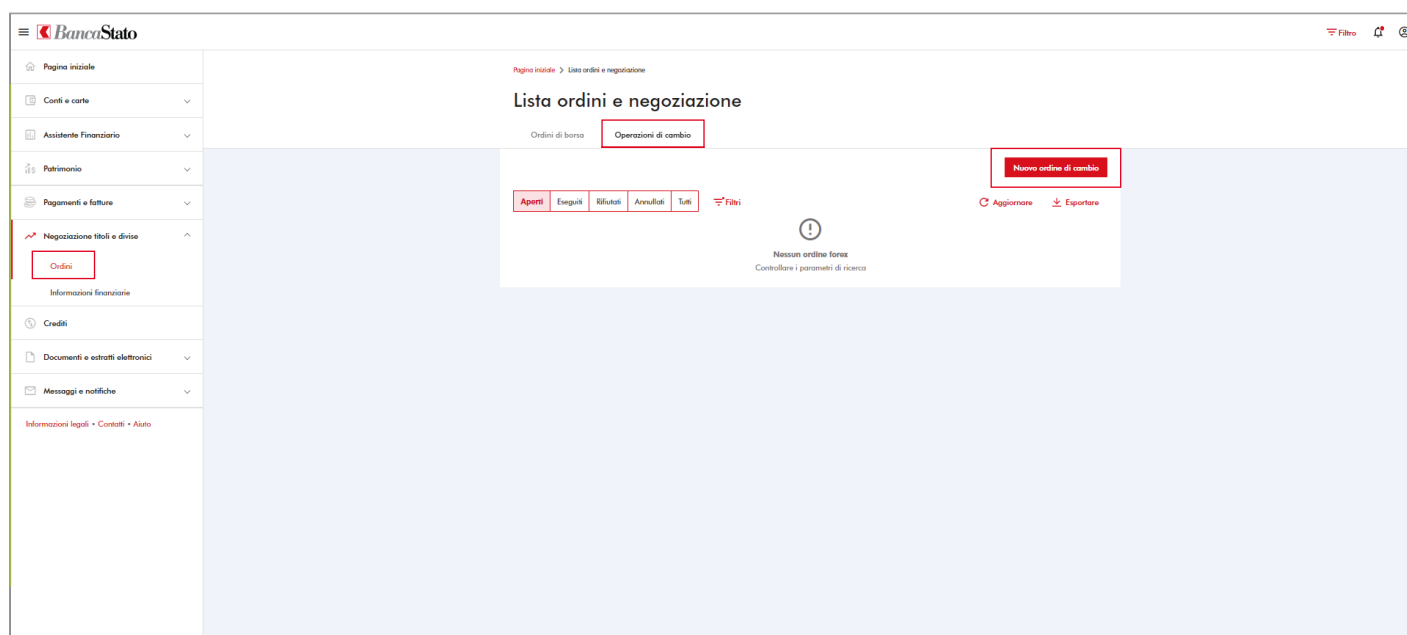 BancaStato
Filtro
Pagina iniziale
Conti e carte
Assistente Finanziario
Patrimonio
Pagamenti e fatture
Negoziazione titoli e divise
Ordini
Informazioni finanziarie
Crediti
Documenti e estratti elettronici
Messaggi e notifiche
Informazioni legali • Contatti • Aiuto
Pagina iniziale > Lista ordini e negoziazione
Lista ordini e negoziazione
Ordini di borsa Operazioni di cambio
Nuovo ordine di cambio
Aperti Eseguiti Rifiutati Annullati Tutti Filtri Aggiornare Esportare
Nessun ordine forex
Controllare i parametri di ricerca